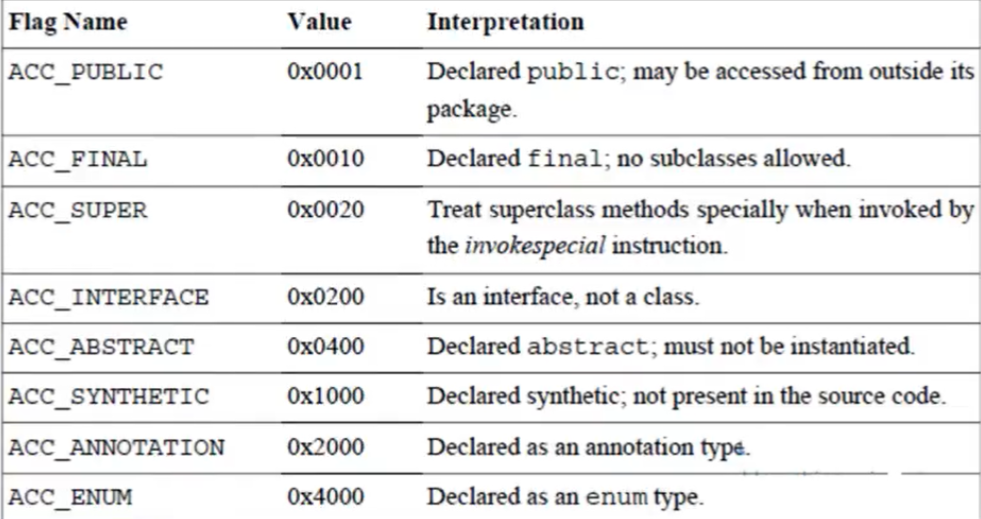 Flag Name Value Interpretation
ACC_PUBLIC 0x0001 Declared public; may be accessed from outside its
package.
ACC_FINAL 0x0010 Declared final; no subclasses allowed.
ACC_SUPER 0x0020 Treat superclass methods specially when invoked by
the invokespecial instruction.
ACC_INTERFACE 0x0200 Is an interface, not a class.
ACC_ABSTRACT 0x0400 Declared abstract; must not be instantiated.
ACC_SYNTHETIC 0x1000 Declared synthetic; not present in the source code.
ACC_ANNOTATION 0x2000 Declared as an annotation type.
ACC_ENUM 0x4000 Declared as an enum type.